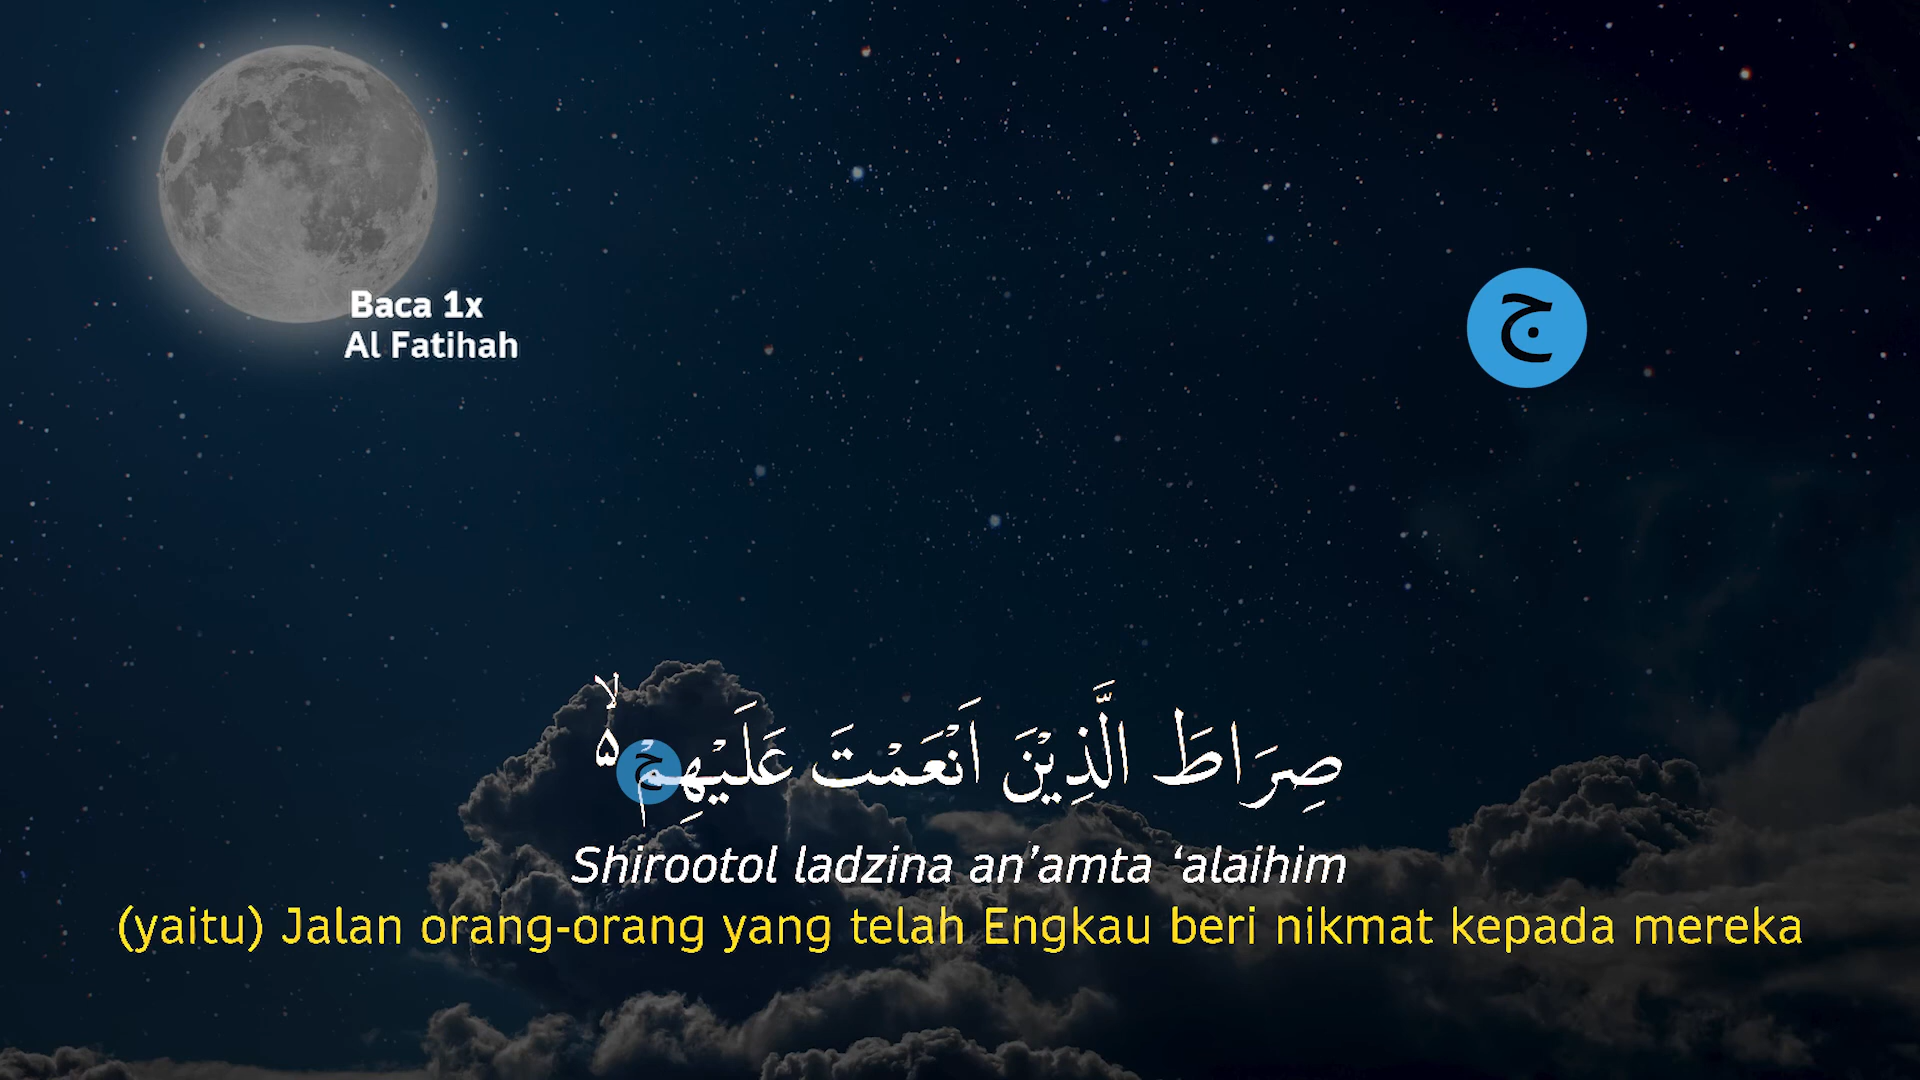 Baca 1x
Al Fatihah
ج
صِرَاطَ الَّذِيْنَ اَنْعَمْتَ عَلَيْهِمْ ۙ۵
ح
Shirootol ladzina an’amta ‘alaihim
(yaitu) Jalan orang-orang yang telah Engkau beri nikmat kepada mereka